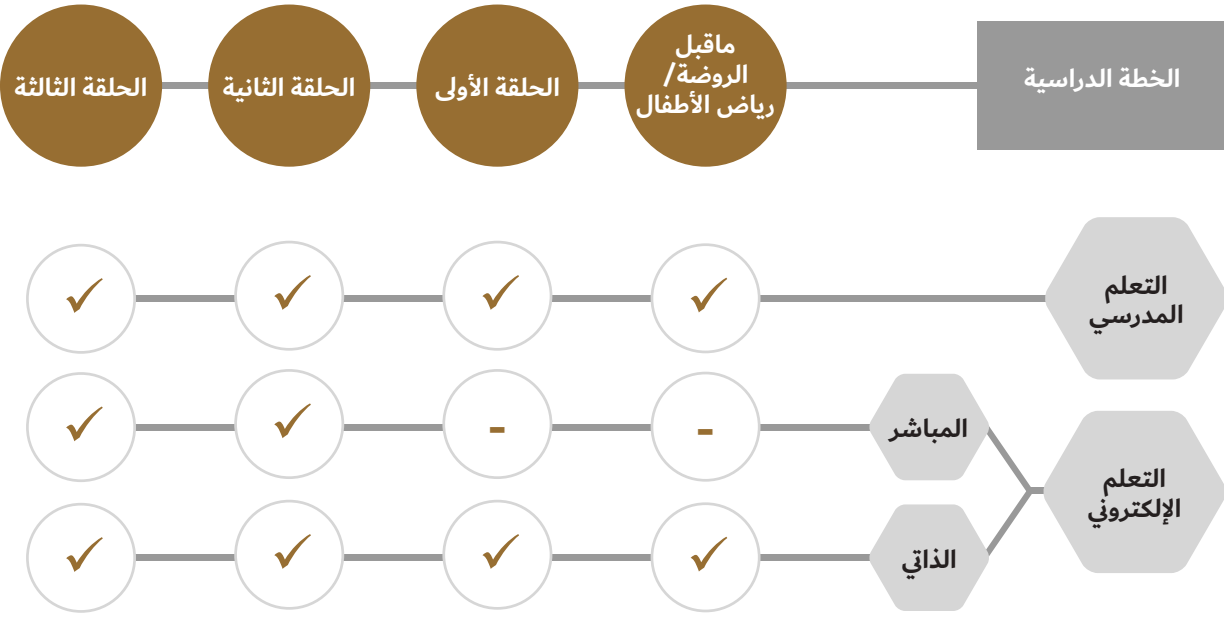 الخطة الدراسية
ماقبل
الروضة/
رياض الأطفال
الحلقة الأولى
الحلقة الثانية
الحلقة الثالثة
التعلم
المدرسي
✓ ✓ ✓ ✓
التعلم
الإلكتروني
المباشر
- - ✓ ✓
الذاتي
✓ ✓ ✓ ✓